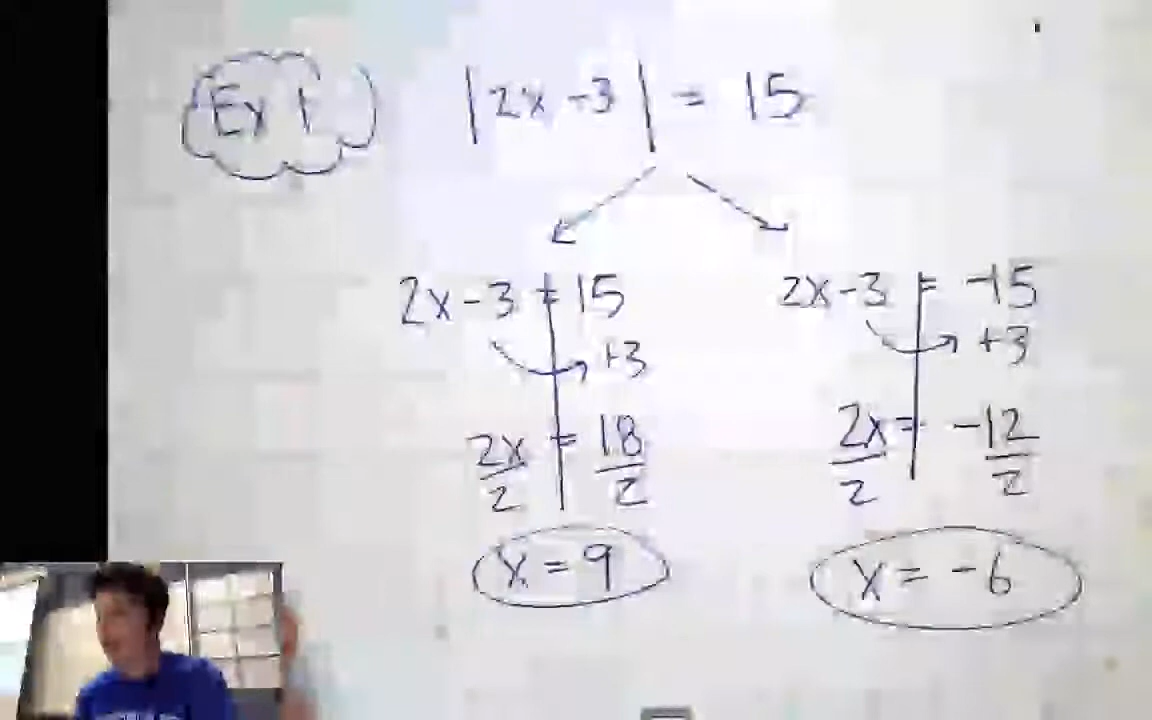 Ex 1
|2x-3| = 15
2x-3 = 15
+3
2x = 18
2 2
x = 9
2x-3 = -15
+3
2x = -12
2 2
x = -6